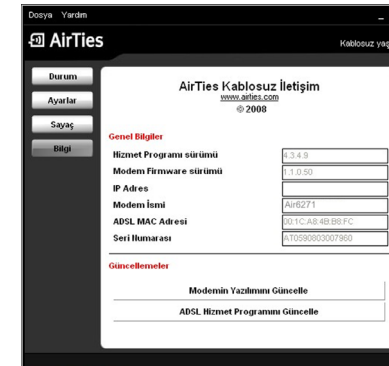 Dosya Yardım
AirTies
Kablosuz yaş
Durum
Ayarlar
Sayaç
Bilgi
AirTies Kablosuz İletişim
www.airties.com
© 2008
Genel Bilgiler
Hizmet Programı sürümü 4.3.4.9
Modem Firmware sürümü 1.1.0.50
IP Adres
Modem İsmi Air6271
ADSL MAC Adresi 00:1C:A8:4B:B8:FC
Seri Numarası AT0590803007960
Güncellemeler
Modemin Yazılımını Güncelle
ADSL Hizmet Programını Güncelle